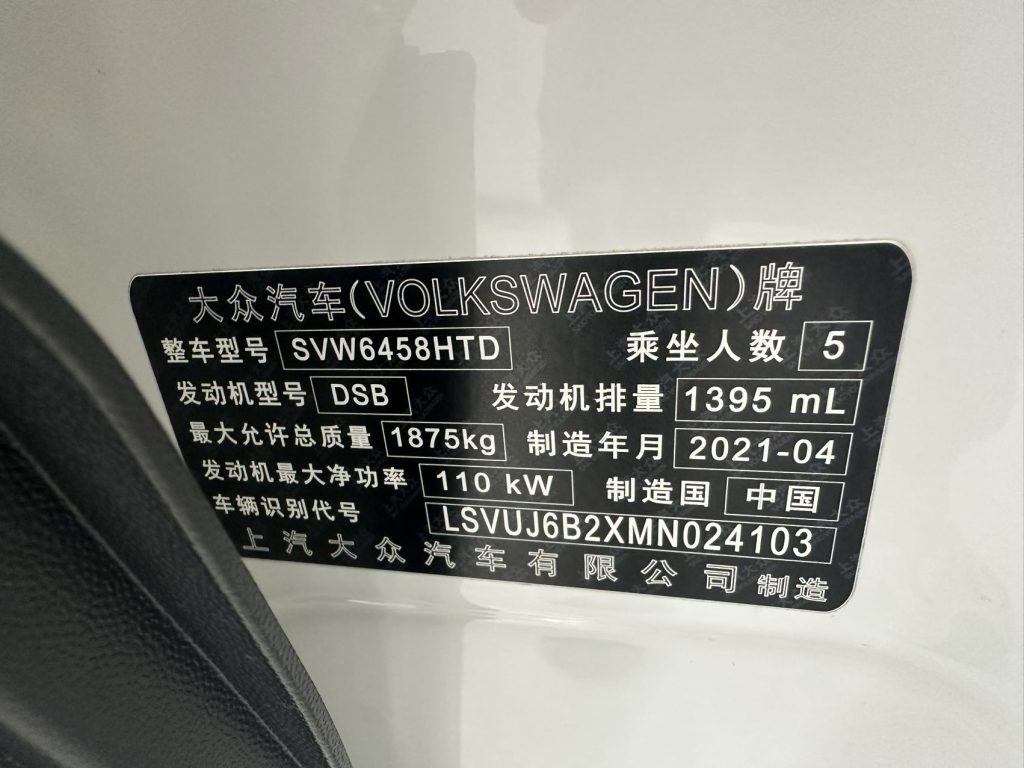 大众汽车(VOLKSWAGEN)牌
整车型号 SVW6458HTD 乘坐人数 5
发动机型号 DSB 发动机排量 1395 mL
最大允许总质量 1875kg 制造年月 2021-04
发动机最大净功率 110 kW 制造国 中国
车辆识别代号 LSVUJ6B2XMN024103
上汽大众汽车有限公司 制造